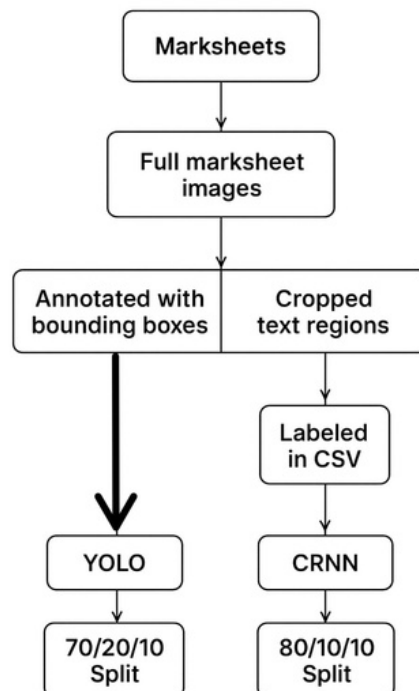 Marksheets
Full marksheet
images
Annotated with
bounding boxes
Cropped
text regions
Labeled
in CSV
YOLO
CRNN
70/20/10
Split
80/10/10
Split